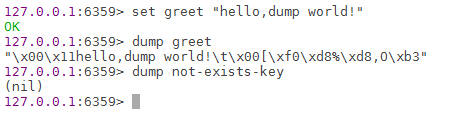 127.0.0.1:6359> set greet "hello,dump world!"
OK
127.0.0.1:6359> dump greet
"\x00\x11hello,dump world!\t\x00[\xf0\xd8%\xd8,O\xb3"
127.0.0.1:6359> dump not-exists-key
(nil)
127.0.0.1:6359>